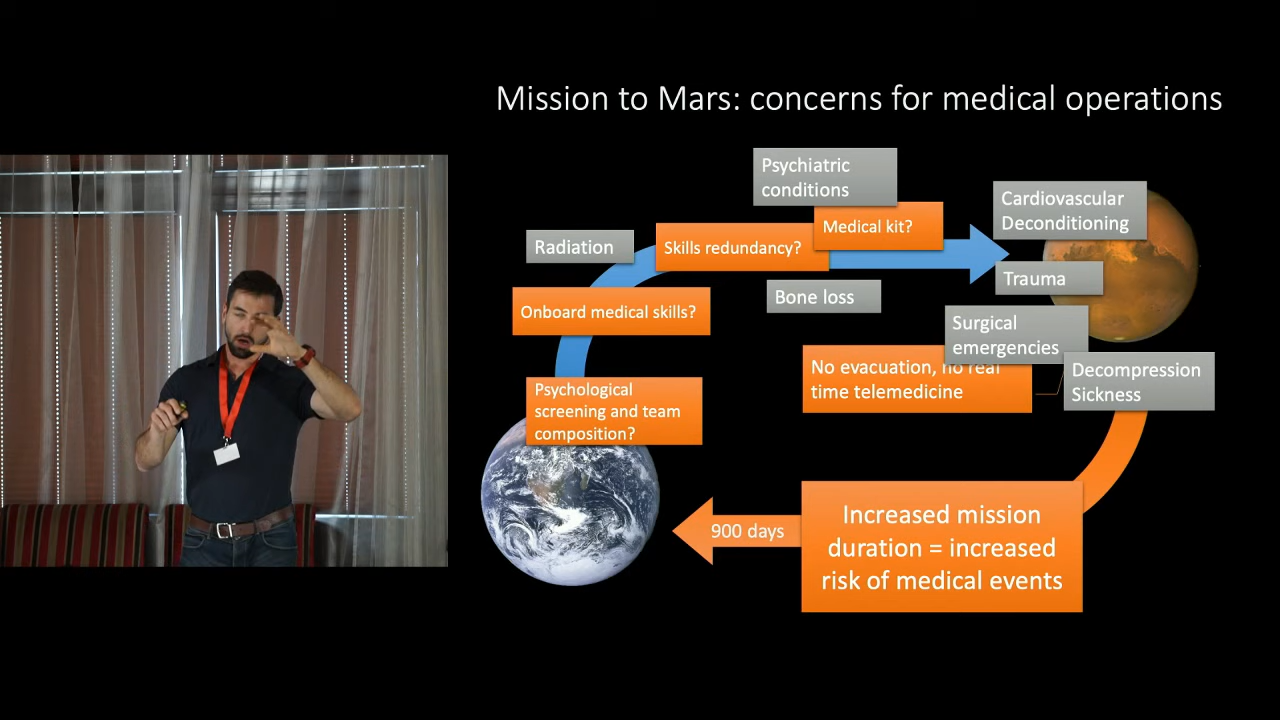 Mission to Mars: concerns for medical operations
Psychiatric
conditions
Cardiovascular
Deconditioning
Medical kit?
Radiation
Skills redundancy?
Trauma
Bone loss
Onboard medical skills?
Surgical
emergencies
No evacuation, no real
time telemedicine
Decompression
Sickness
Psychological
screening and team
composition?
Increased mission
duration = increased
risk of medical events
900 days